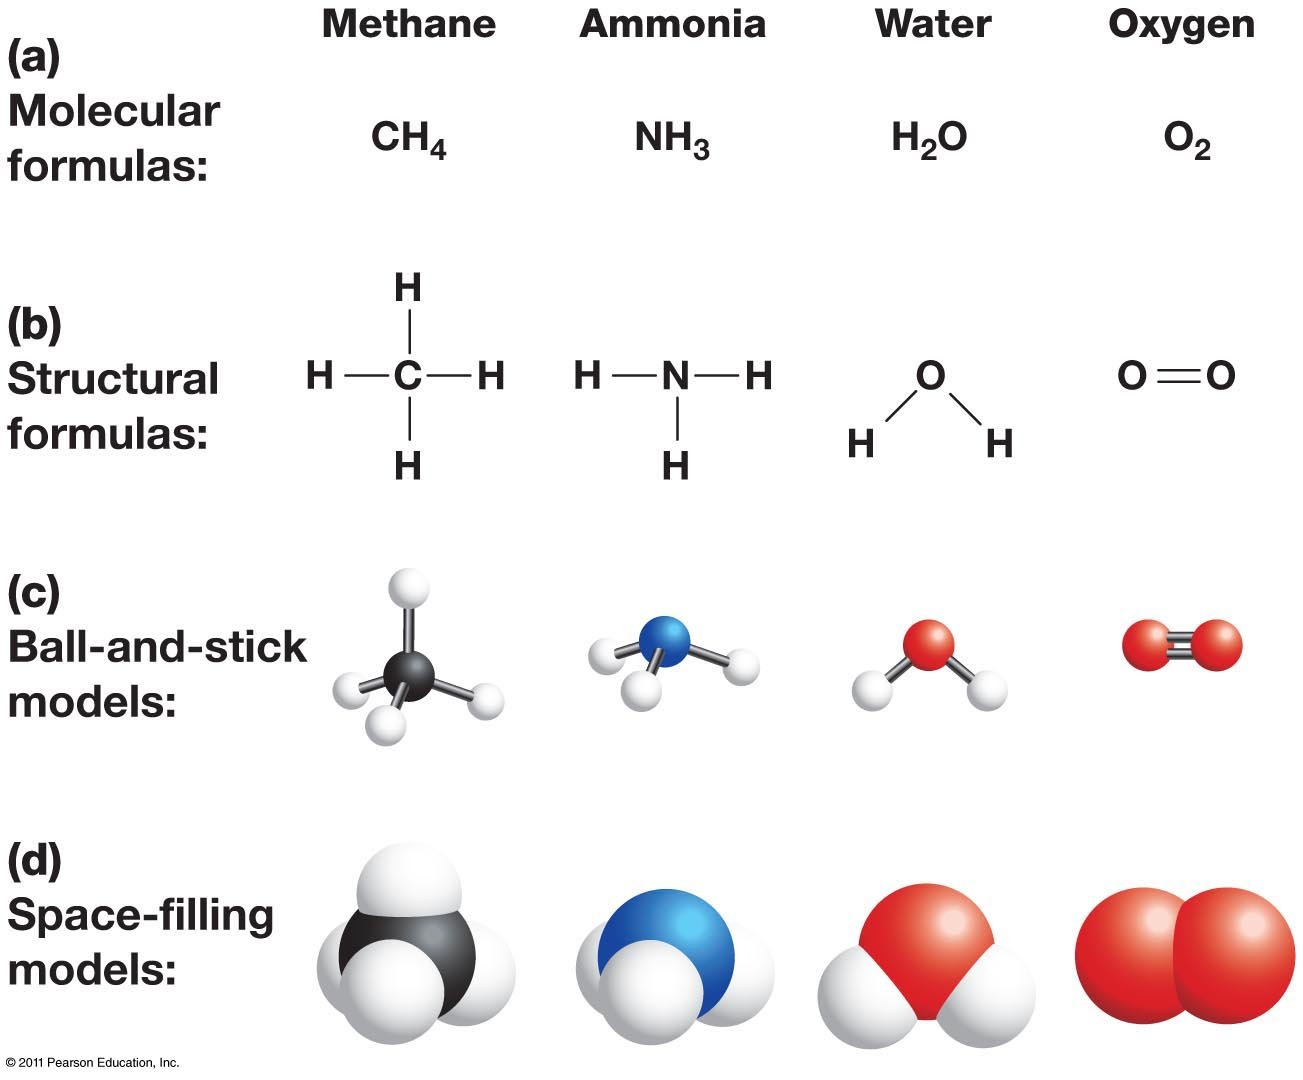 Methane Ammonia Water Oxygen
(a)
Molecular
formulas:
CH₄ NH₃ H₂O O₂
(b)
Structural
formulas:
H
H C H H N H O O O
H H
H H
(c)
Ball-and-stick
models:
(d)
Space-filling
models:
© 2011 Pearson Education, Inc.